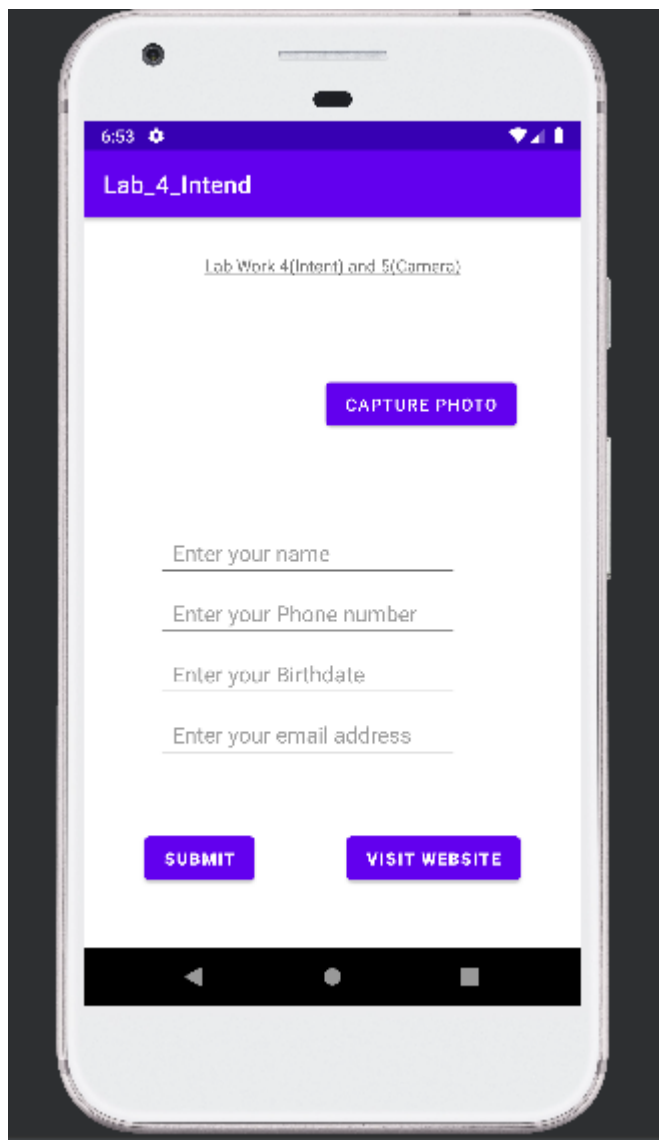 6:53
Lab_4_Intend
Lab Work 4(Intent) and 5(Camera)
CAPTURE PHOTO
Enter your name
Enter your Phone number
Enter your Birthdate
Enter your email address
SUBMIT VISIT WEBSITE